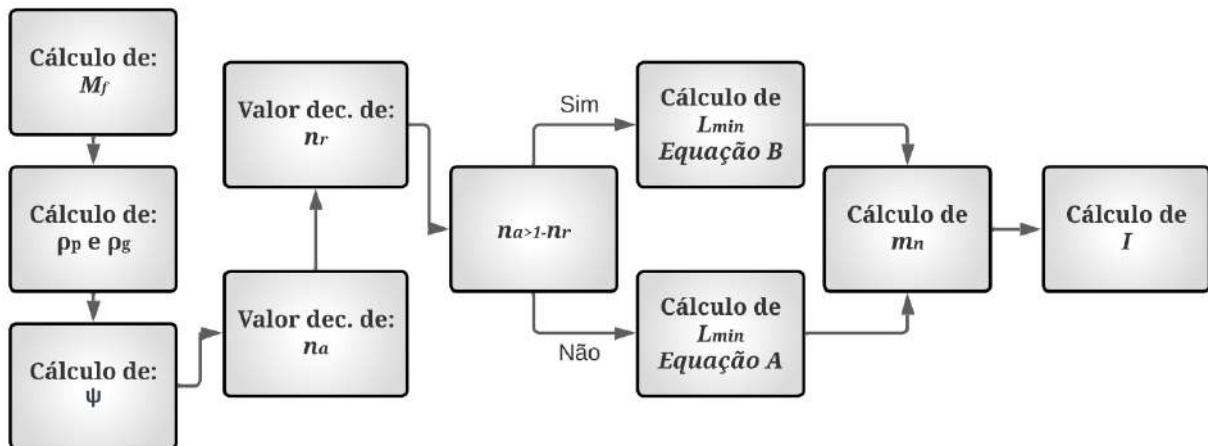 Cálculo de:
Mf
Cálculo de:
ρp e ρg
Cálculo de:
ψ
Valor dec. de:
nr
Valor dec. de:
na
na>1-nr
Sim
Não
Cálculo de
Lmin
Equação B
Cálculo de
Lmin
Equação A
Cálculo de
mn
Cálculo de
I